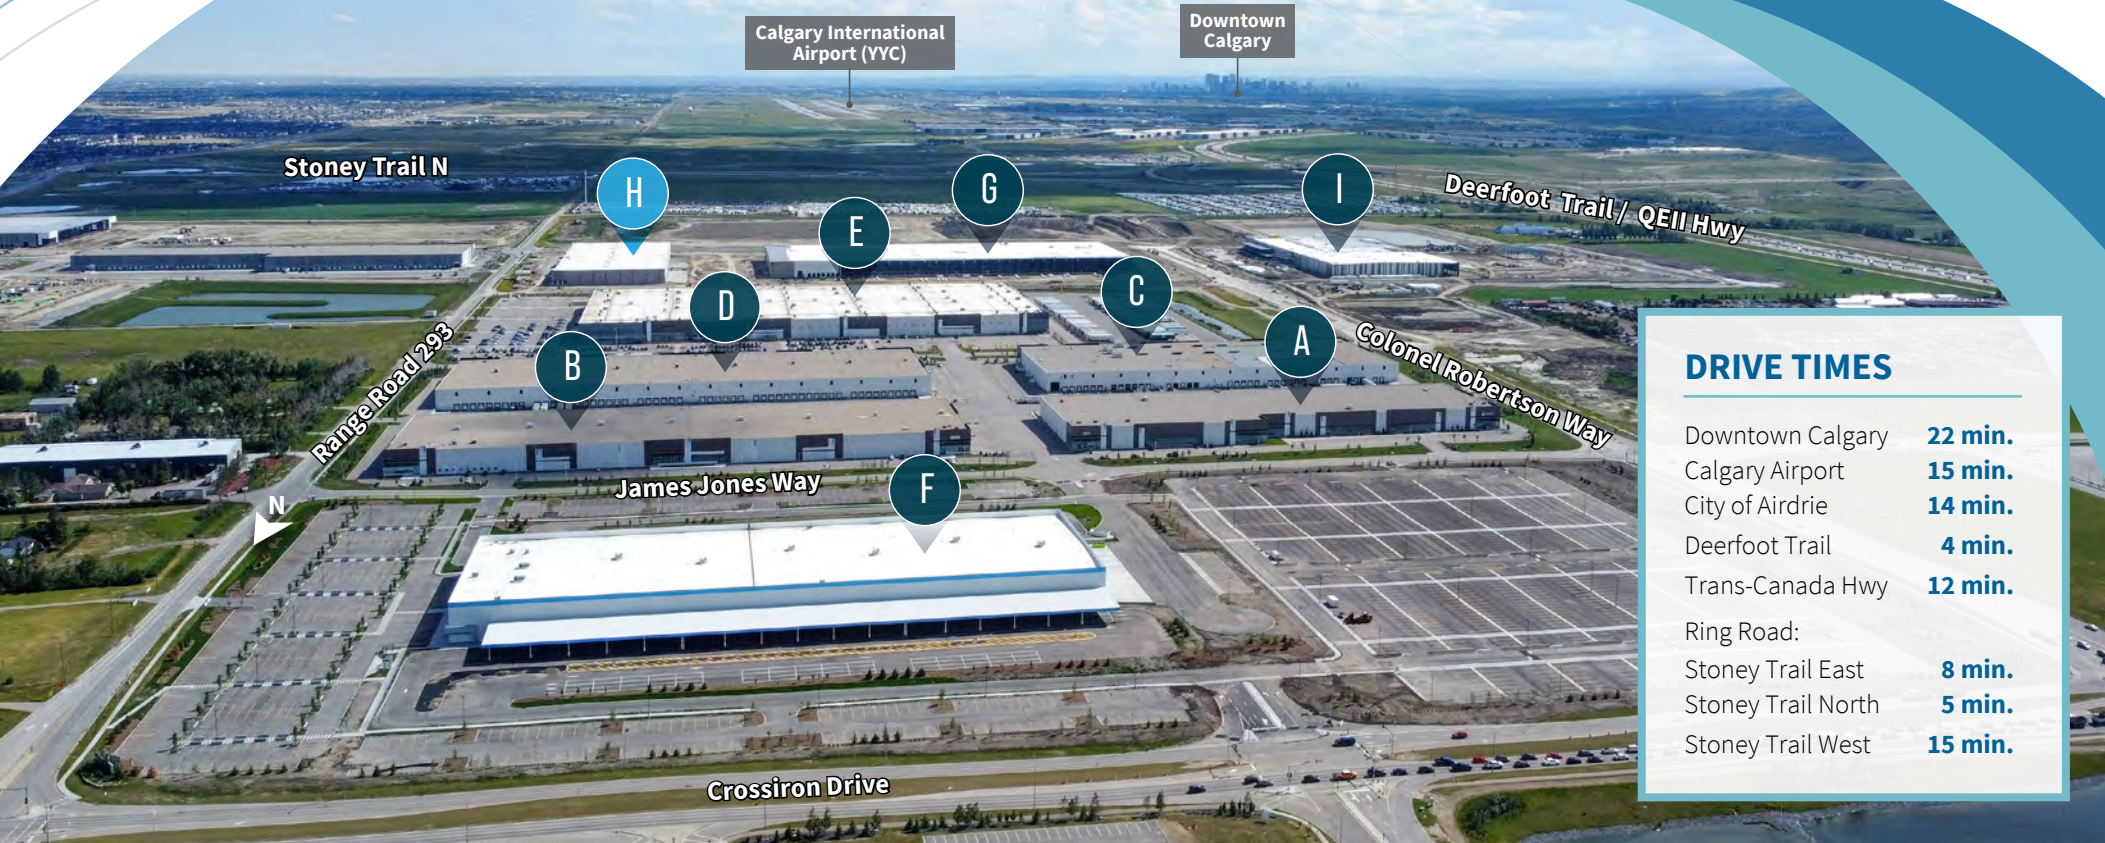 Calgary International
Airport (YYC)
Downtown
Calgary
Stoney Trail N
H
E
G
I
Deerfoot Trail / QEII Hwy
D
C
B
A
Range Road 293
Colonel Robertson Way
James Jones Way
F
N
Crossiron Drive
DRIVE TIMES
Downtown Calgary 22 min.
Calgary Airport 15 min.
City of Airdrie 14 min.
Deerfoot Trail 4 min.
Trans-Canada Hwy 12 min.
Ring Road:
Stoney Trail East 8 min.
Stoney Trail North 5 min.
Stoney Trail West 15 min.